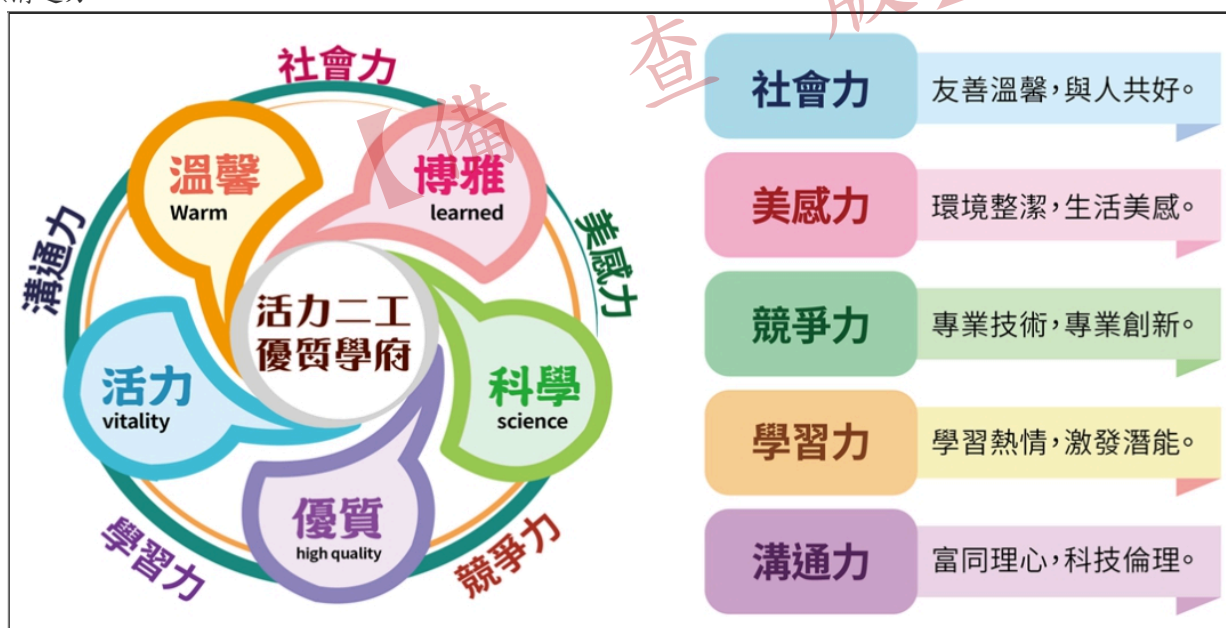 【備查版
社會力
美感力
競爭力
學習力
溝通力
溫馨
Warm
博雅
learned
科學
science
優質
high quality
活力
vitality
活力二工
優質學府
社會力 友善溫馨,與人共好。
美感力 環境整潔,生活美感。
競爭力 專業技術,專業創新。
學習力 學習熱情,激發潛能。
溝通力 富同理心,科技倫理。